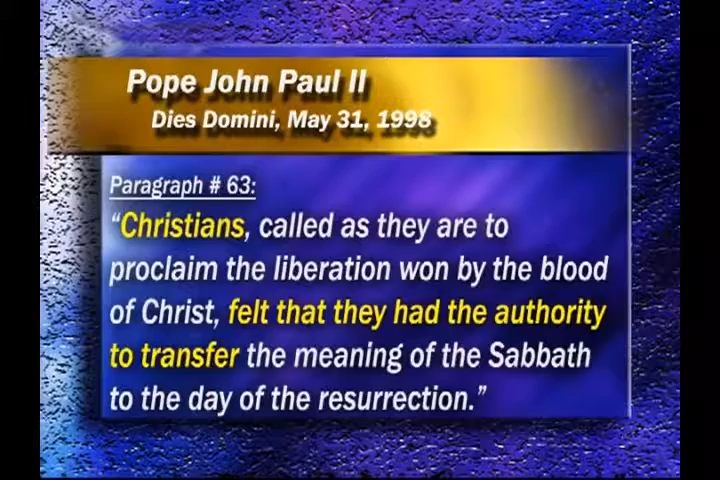 Pope John Paul II
Dies Domini, May 31, 1998
Paragraph # 63:
“Christians, called as they are to
proclaim the liberation won by the blood
of Christ, felt that they had the authority
to transfer the meaning of the Sabbath
to the day of the resurrection.”